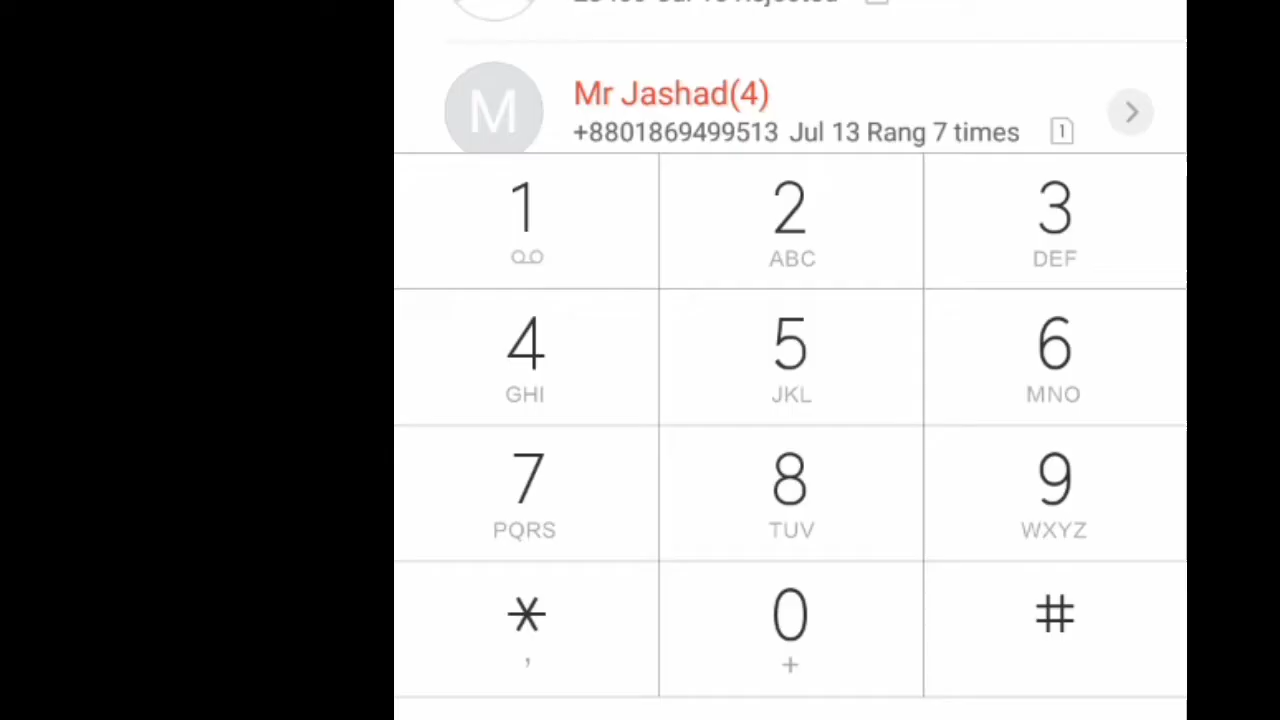 M
Mr Jashad(4)
+8801869499513 Jul 13 Rang 7 times 1
1 2 3
ABC DEF
4 5 6
GHI JKL MNO
7 8 9
PQRS TUV WXYZ
* 0 #
, +